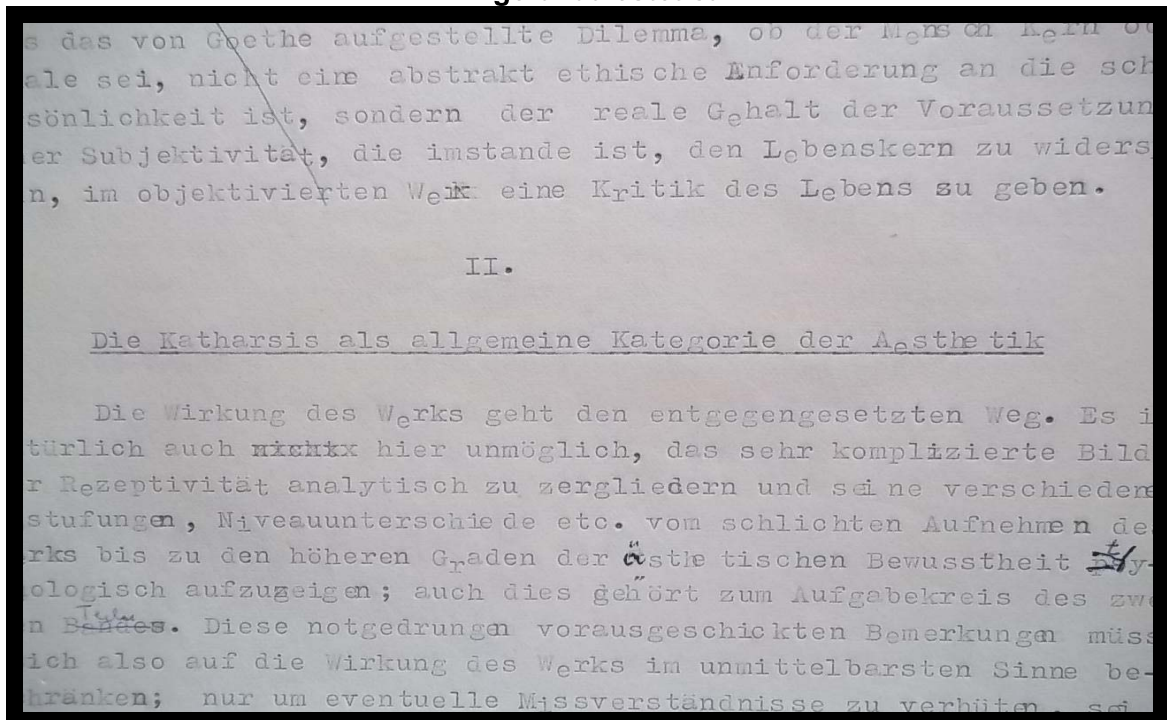 s das von Goethe aufgestellte Dilemma, ob der Mensch Kern od
ale sei, nicht eine abstrakt ethische Anforderung an die sch
sönlichkeit ist, sondern der reale Gehalt der Voraussetzun
er Subjektivität, die imstande ist, den Lebenskern zu widers
n, im objektivierten eine Kritik des Lebens zu geben.
II.
Die Katharsis als allgemeine Kategorie der Aesthetik
Die Wirkung des Werks geht den entgegengesetzten Weg. Es i
türlich auch hier unmöglich, das sehr komplizierte Bild
r Rezeptivität analytisch zu zergliedern und seine verschiedene
stufungen, Niveauunterschiede etc. vom schlichten Aufnehmen de
rks bis zu den höheren Graden der ästhetischen Bewusstheit ty-
ologisch aufzuzeigen; auch dies gehört zum Aufgabekreis des zwe
n Bandes. Diese notgedrungen vorausgeschickten Bemerkungen müss
ich also auf die Wirkung des Werks im unmittelbarsten Sinne be-
hränken; nur um eventuelle Missverständnisse zu verhüten, sei